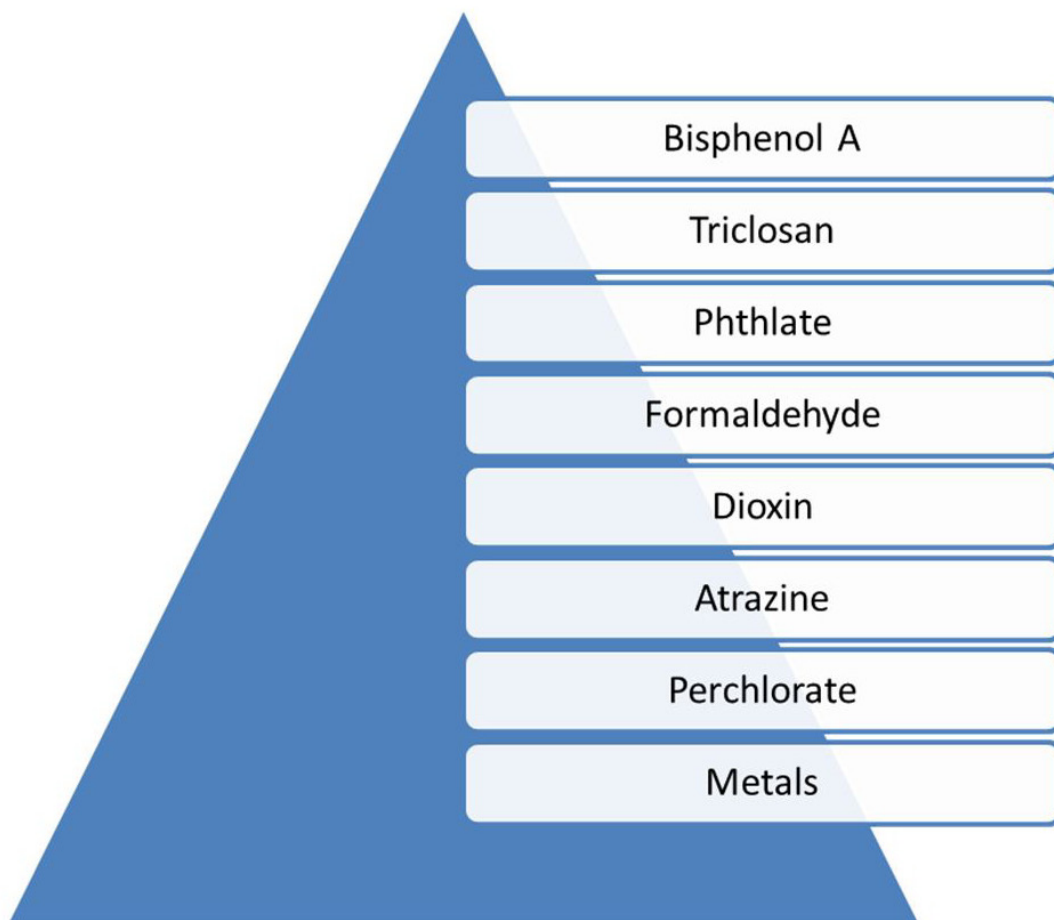 Bisphenol A
Triclosan
Phthlate
Formaldehyde
Dioxin
Atrazine
Perchlorate
Metals